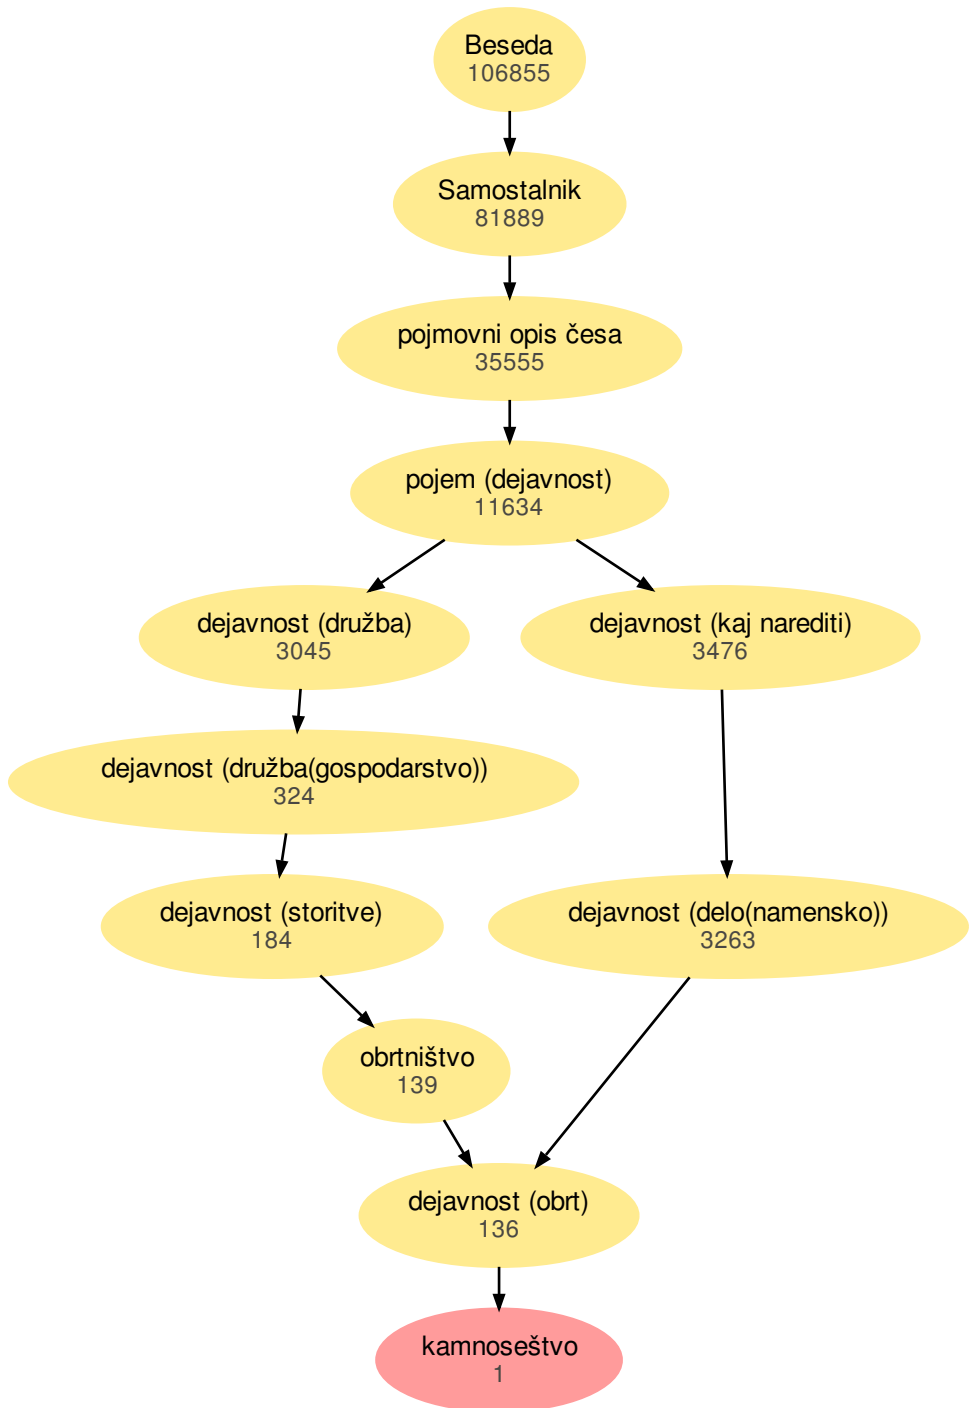 Beseda
106855
Samostalnik
81889
pojmovni opis česa
35555
pojem (dejavnost)
11634
dejavnost (družba)
3045
dejavnost (kaj narediti)
3476
dejavnost (družba(gospodarstvo))
324
dejavnost (storitve)
184
dejavnost (delo(namensko))
3263
obrtništvo
139
dejavnost (obrt)
136
kamnoseštvo
1